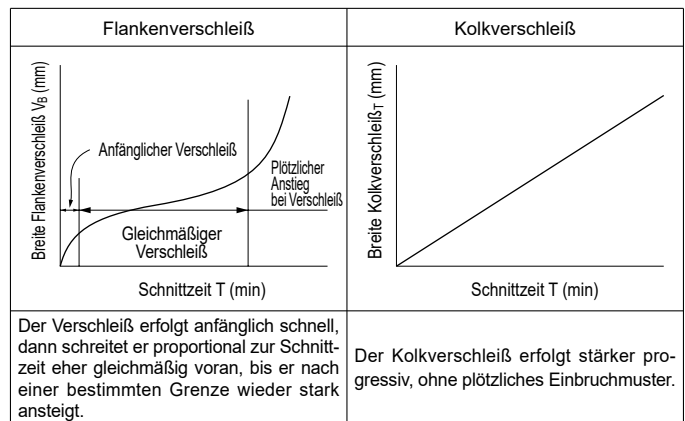 Flankenverschleiß
Kolkverschleiß
Breite Flankenverschleiß VB (mm)
Anfänglicher Verschleiß
Plötzlicher
Anstieg
bei Verschleiß
Gleichmäßiger
Verschleiß
Schnittzeit T (min)
Breite KolkverschleißT (mm)
Schnittzeit T (min)
Der Verschleiß erfolgt anfänglich schnell,
dann schreitet er proportional zur Schnitt-
zeit eher gleichmäßig voran, bis er nach
einer bestimmten Grenze wieder stark
ansteigt.
Der Kolkverschleiß erfolgt stärker pro-
gressiv, ohne plötzliches Einbruchmuster.